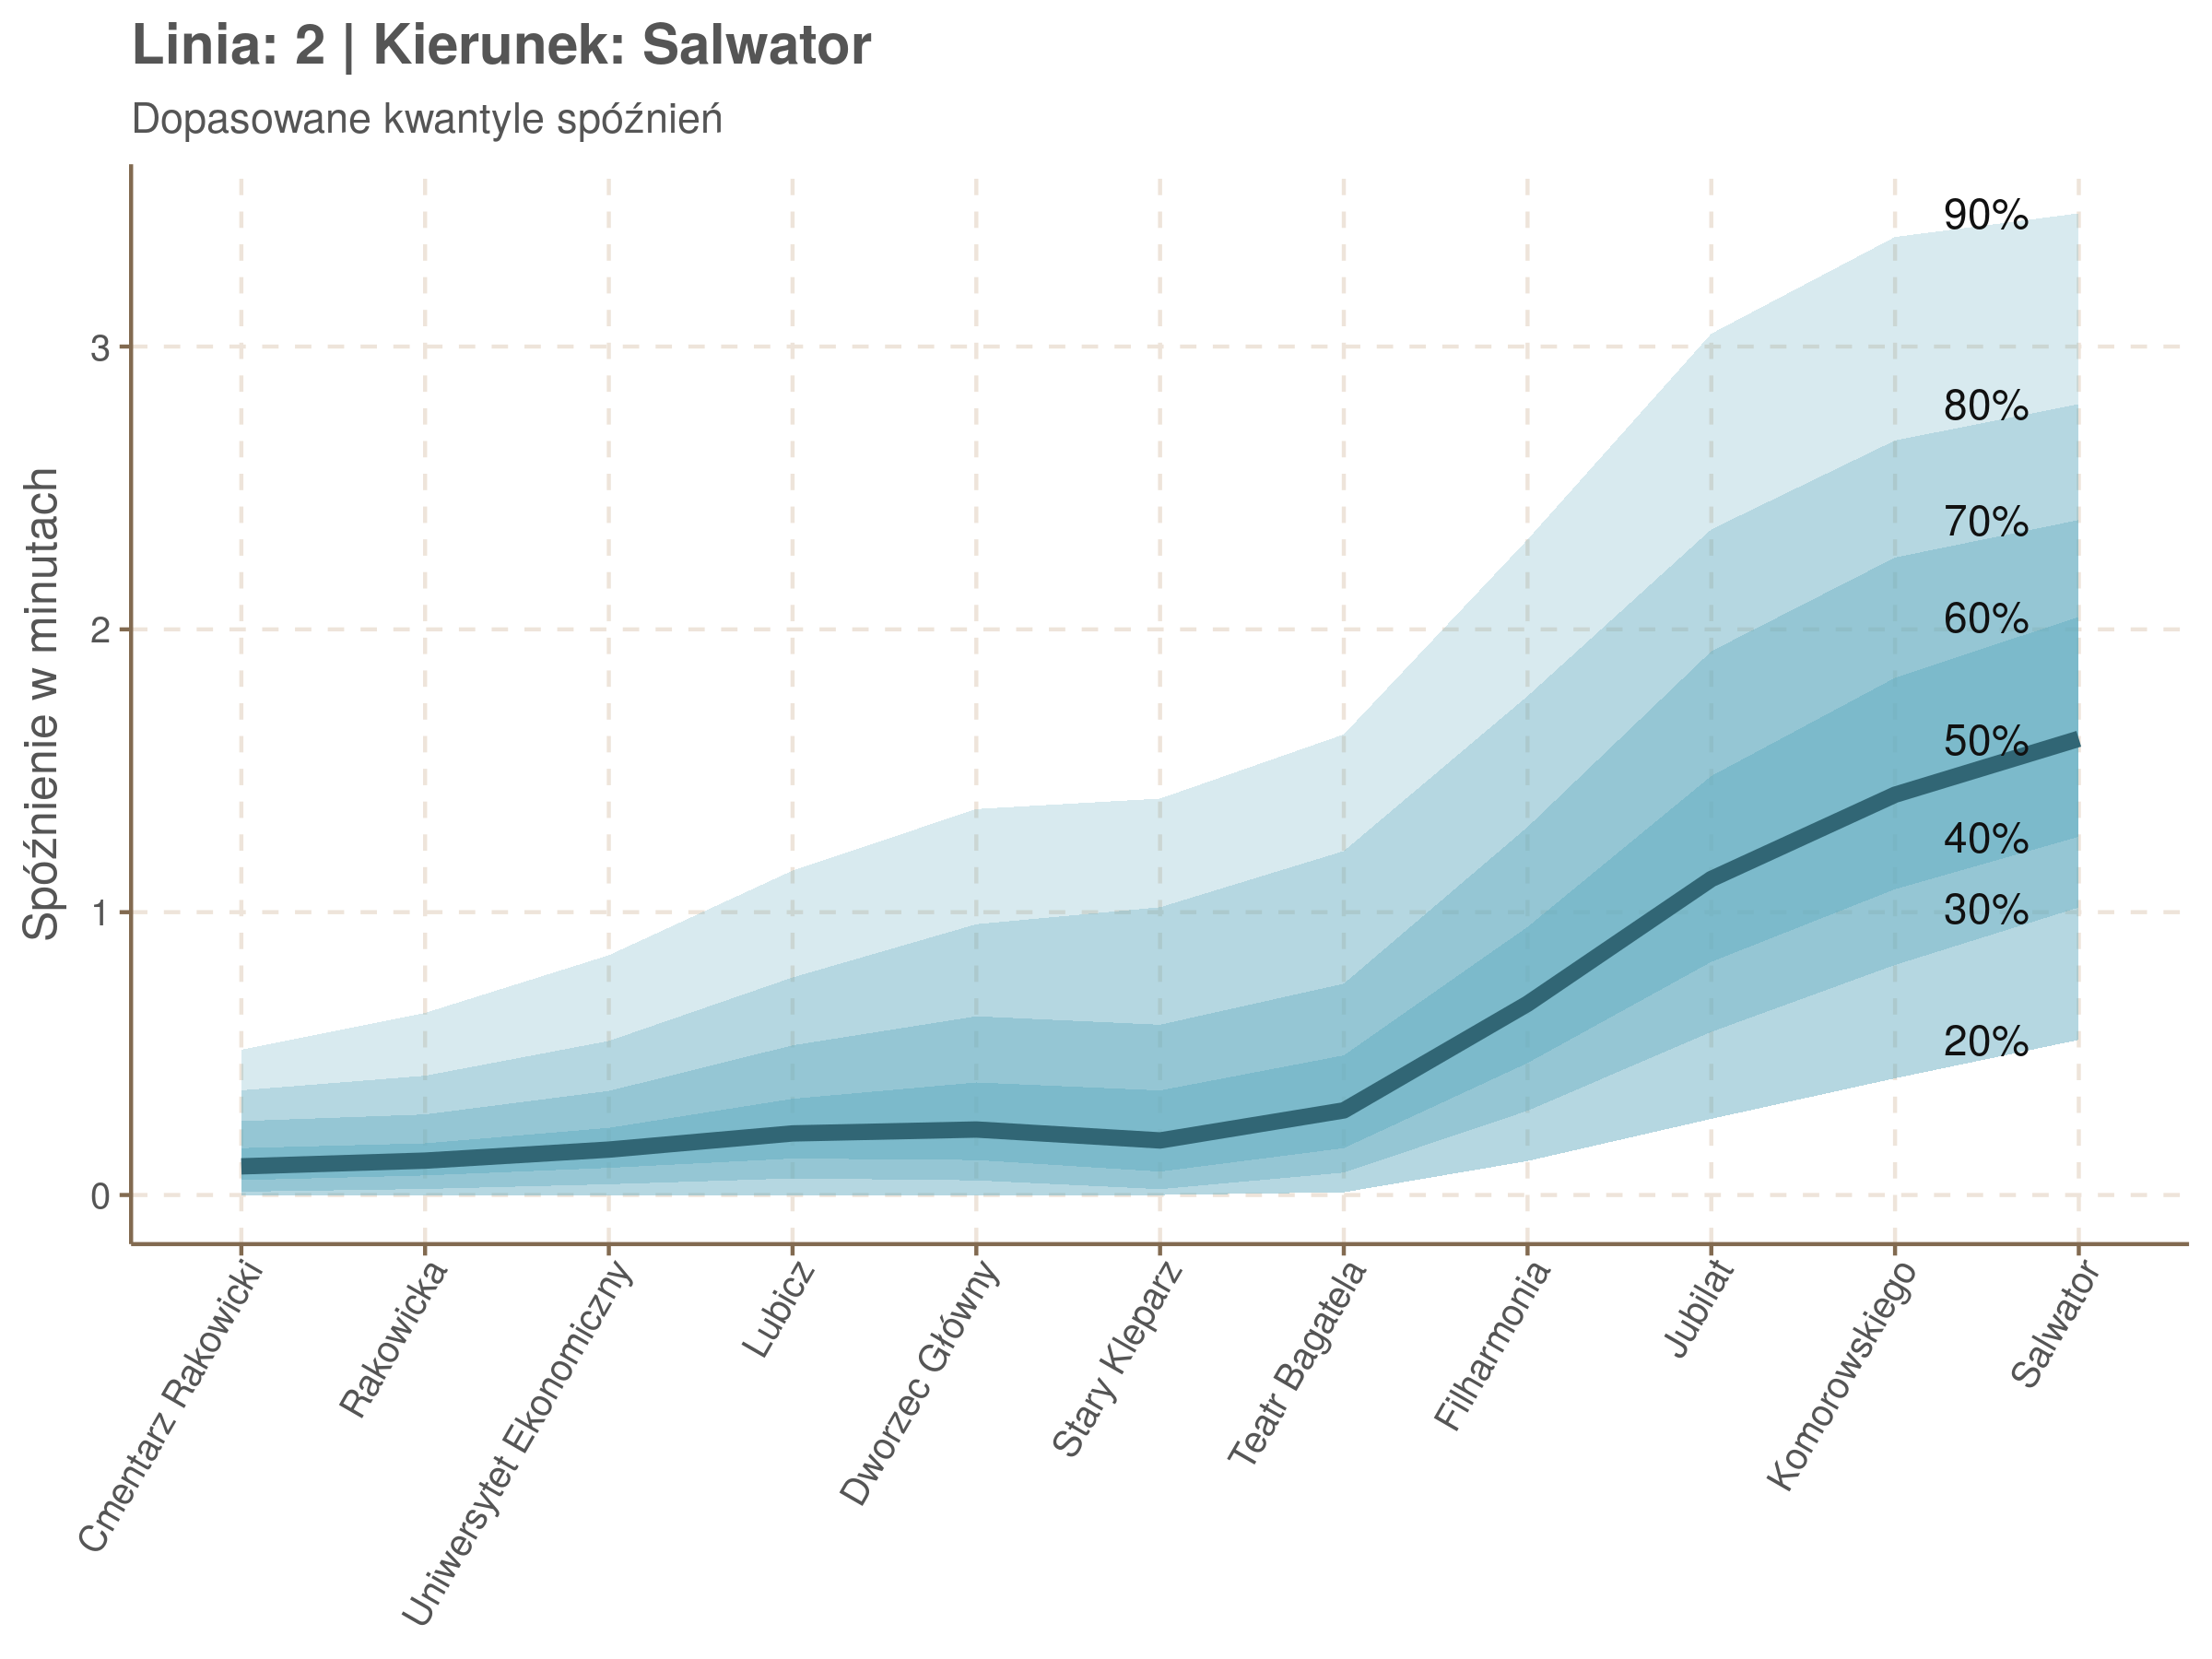 Linia: 2 | Kierunek: Salwator
Dopasowane kwantyle spóźnień
Spóźnienie w minutach
3
2
1
0
90%
80%
70%
60%
50%
40%
30%
20%
Cmentarz Rakowicki
Rakowicka
Uniwersytet Ekonomiczny
Lubicz
Dworzec Główny
Stary Kleparz
Teatr Bagatela
Filharmonia
Jubilat
Komorowskiego
Salwator